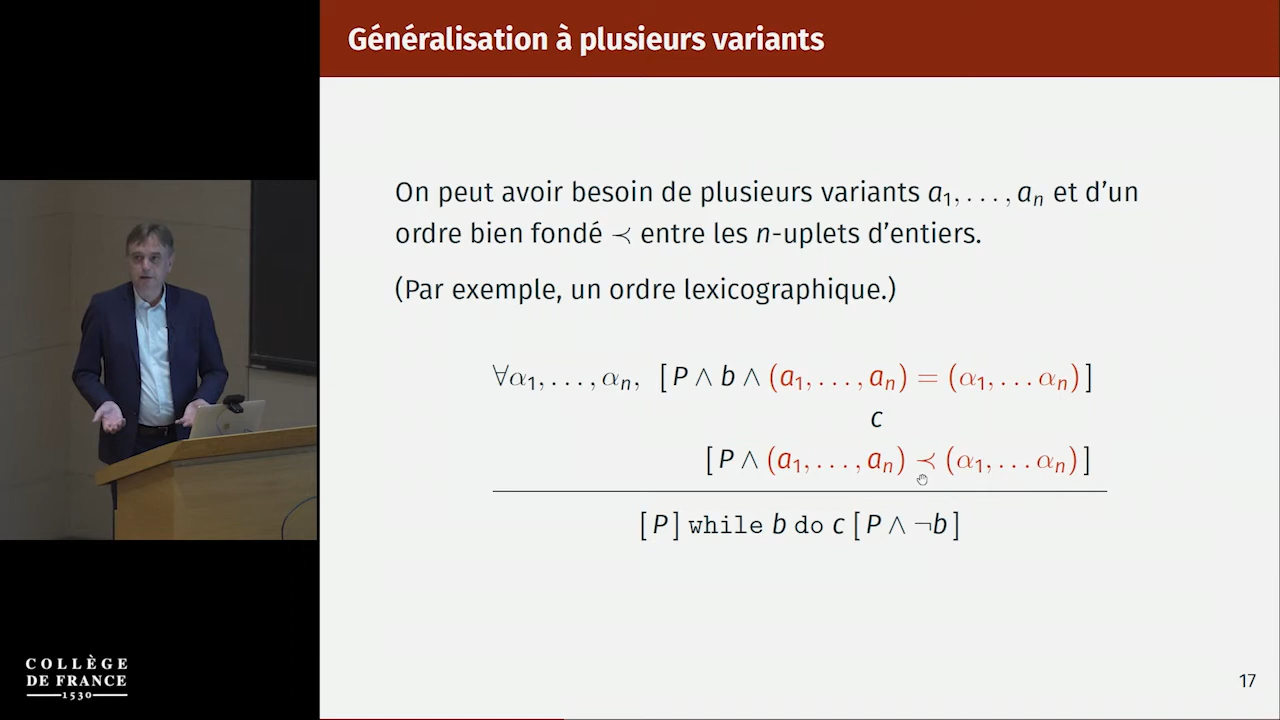 Généralisation à plusieurs variants
On peut avoir besoin de plusieurs variants a₁, . . . , aₙ et d’un
ordre bien fondé ≺ entre les n-uplets d’entiers.
(Par exemple, un ordre lexicographique.)
∀α₁, . . . , αₙ, [ P ∧ b ∧ (a₁, . . . , aₙ) = (α₁, . . . αₙ) ]
c
[ P ∧ (a₁, . . . , aₙ) ≺ (α₁, . . . αₙ) ]
[ P ] while b do c [ P ∧ ¬b ]
COLLÈGE
DE FRANCE
1530
17